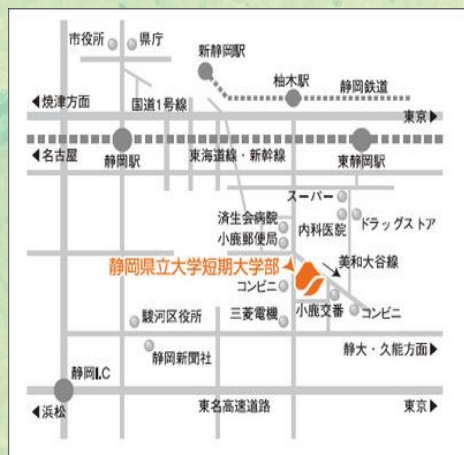 市役所
県庁
新静岡駅
柚木駅
静岡鉄道
◀焼津方面
国道1号線
東京▶
◀名古屋
静岡駅
東海道線・新幹線
東静岡駅
スーパー
済生会病院
内科医院
ドラッグストア
小鹿郵便局
静岡県立大学短期大学部
美和大谷線
コンビニ
小鹿交番
コンビニ
駿河区役所
三菱電機
静岡新聞社
静大・久能方面▶
静岡I.C
◀浜松
東名高速道路
東京▶